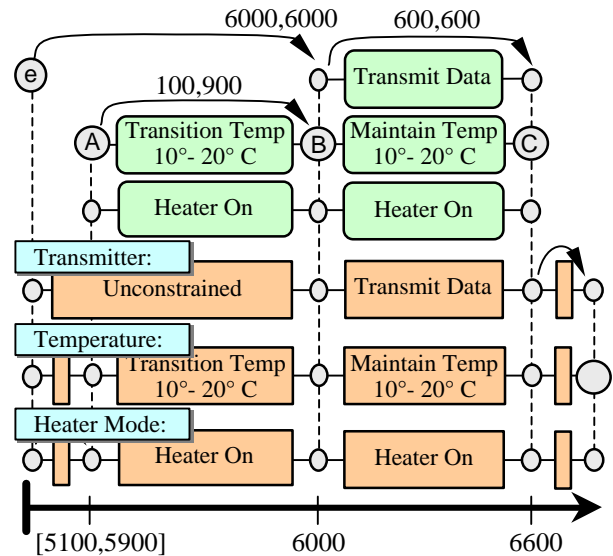 6000,6000
600,600
e
Transmit Data
100,900
A
Transition Temp
10°- 20° C
B
Maintain Temp
10°- 20° C
C
Heater On
Heater On
Transmitter:
Unconstrained
Transmit Data
Temperature:
Transition Temp
10°- 20° C
Maintain Temp
10°- 20° C
Heater Mode:
Heater On
Heater On
[5100,5900]
6000
6600